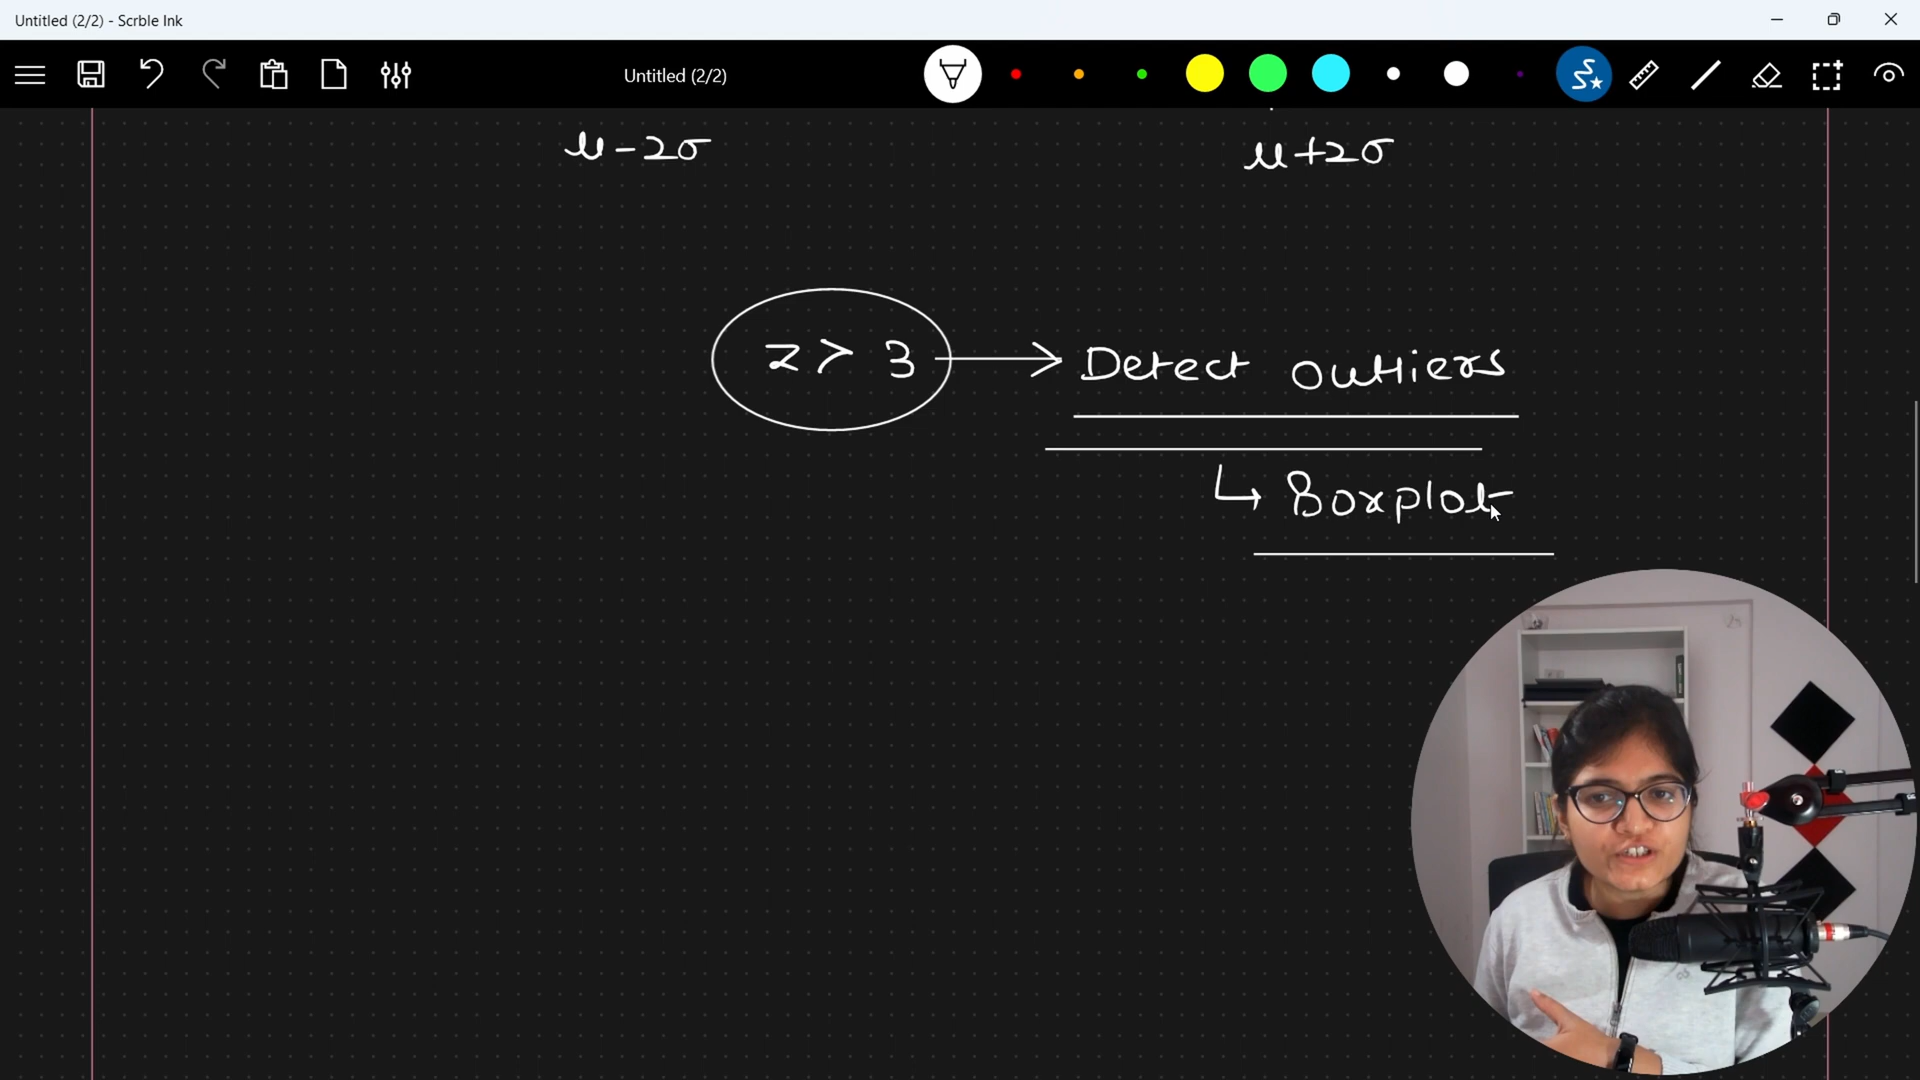 Untitled (2/2) - Scrble Ink
Untitled (2/2)
μ-2σ
μ+2σ
z > 3 → Detect outliers
↳ Boxplot